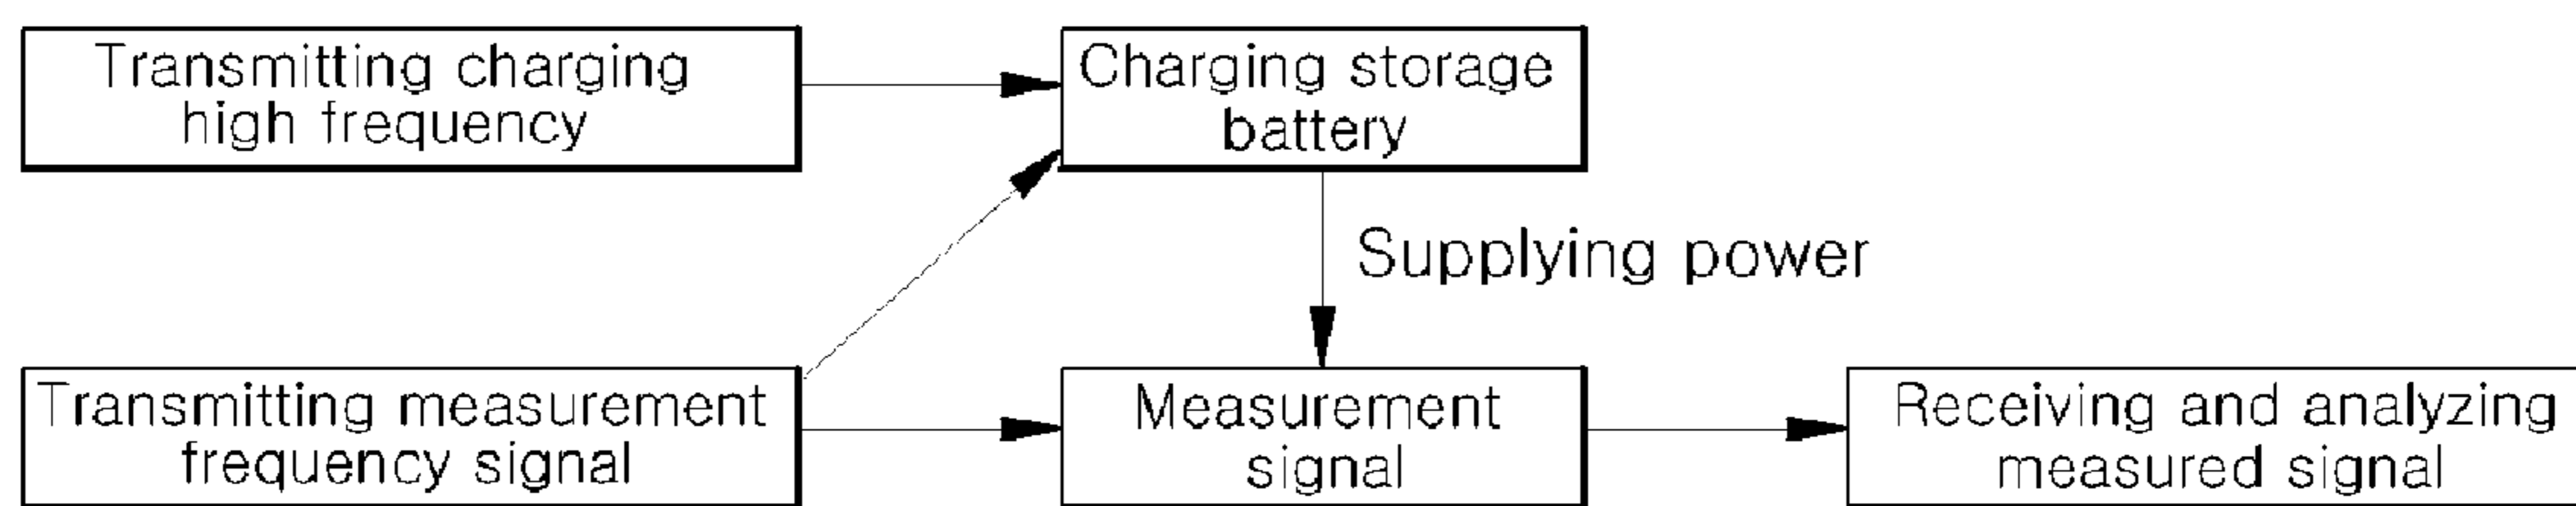 Transmitting charging
high frequency
Charging storage
battery
Supplying power
Transmitting measurement
frequency signal
Measurement
signal
Receiving and analyzing
measured signal